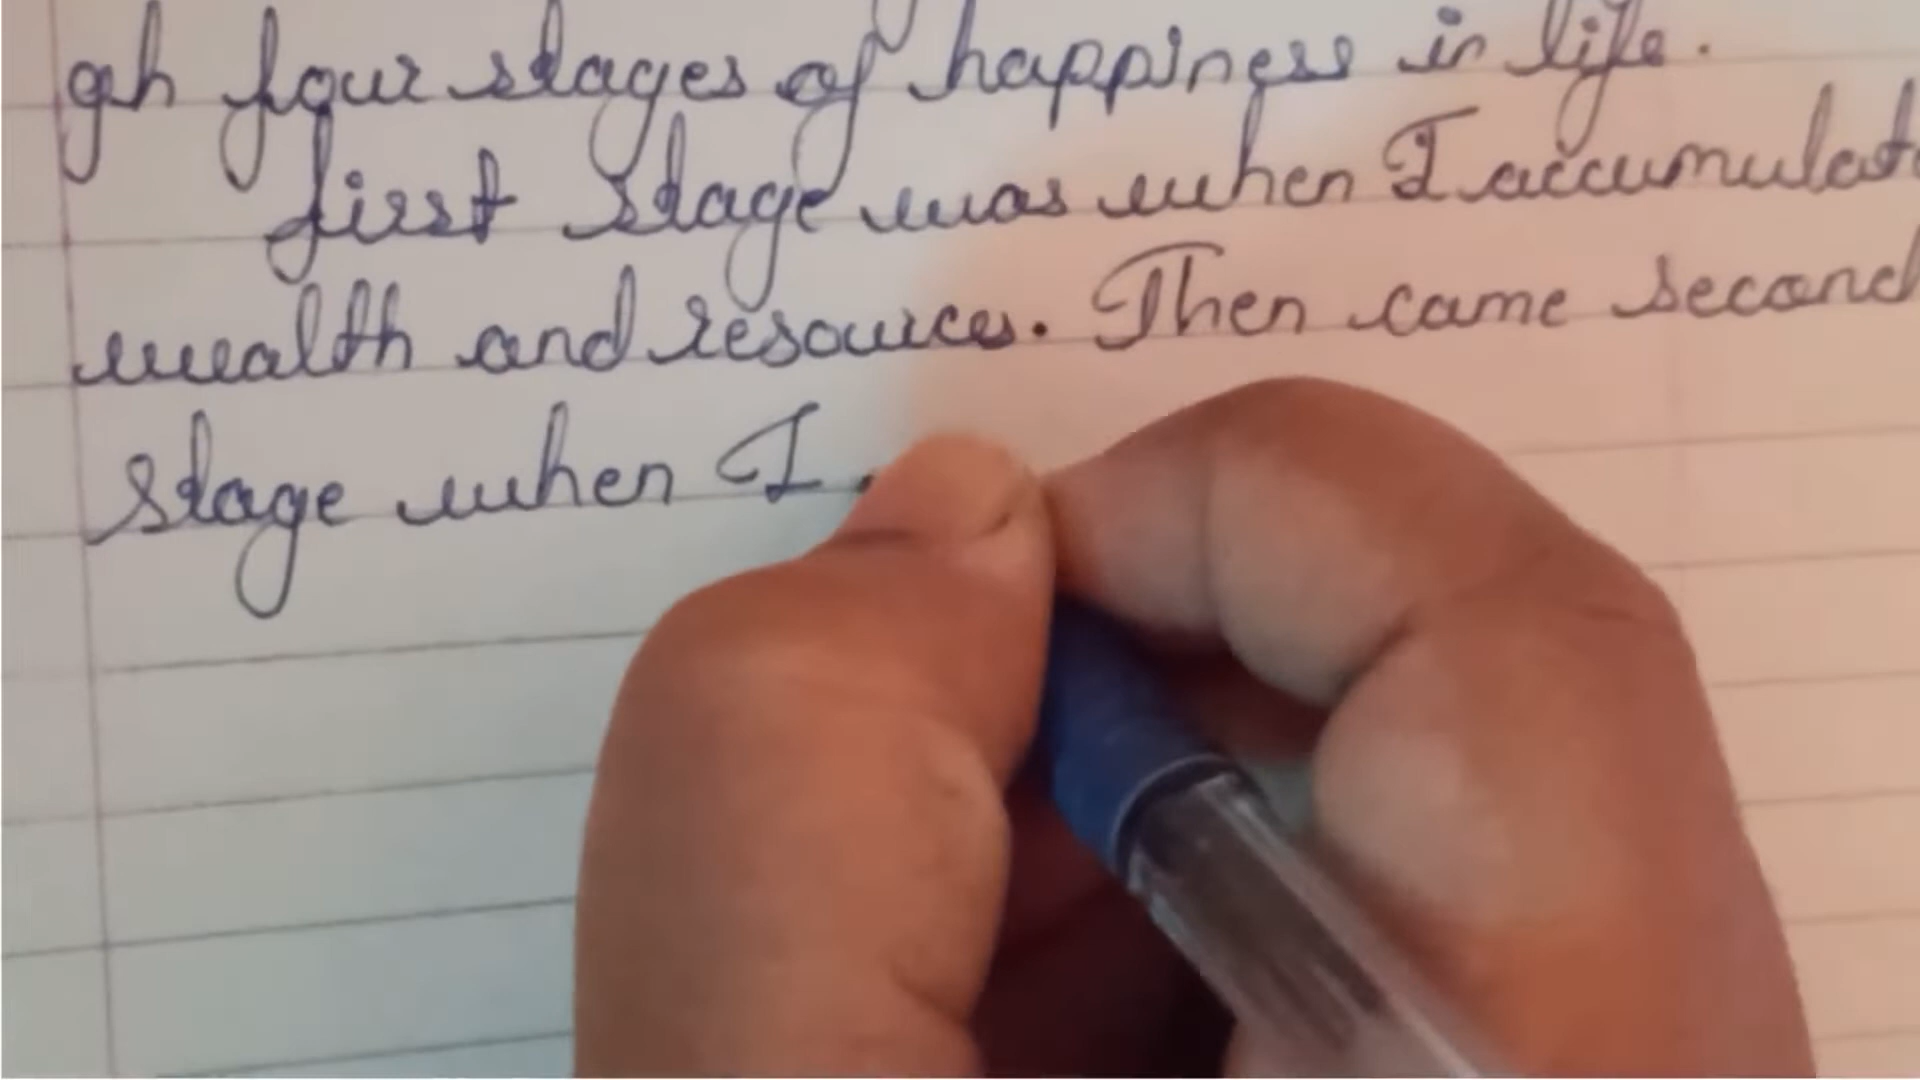 gh four stages of happiness in life.
first stage was when I accumulat
wealth and resources. Then came second
stage when I